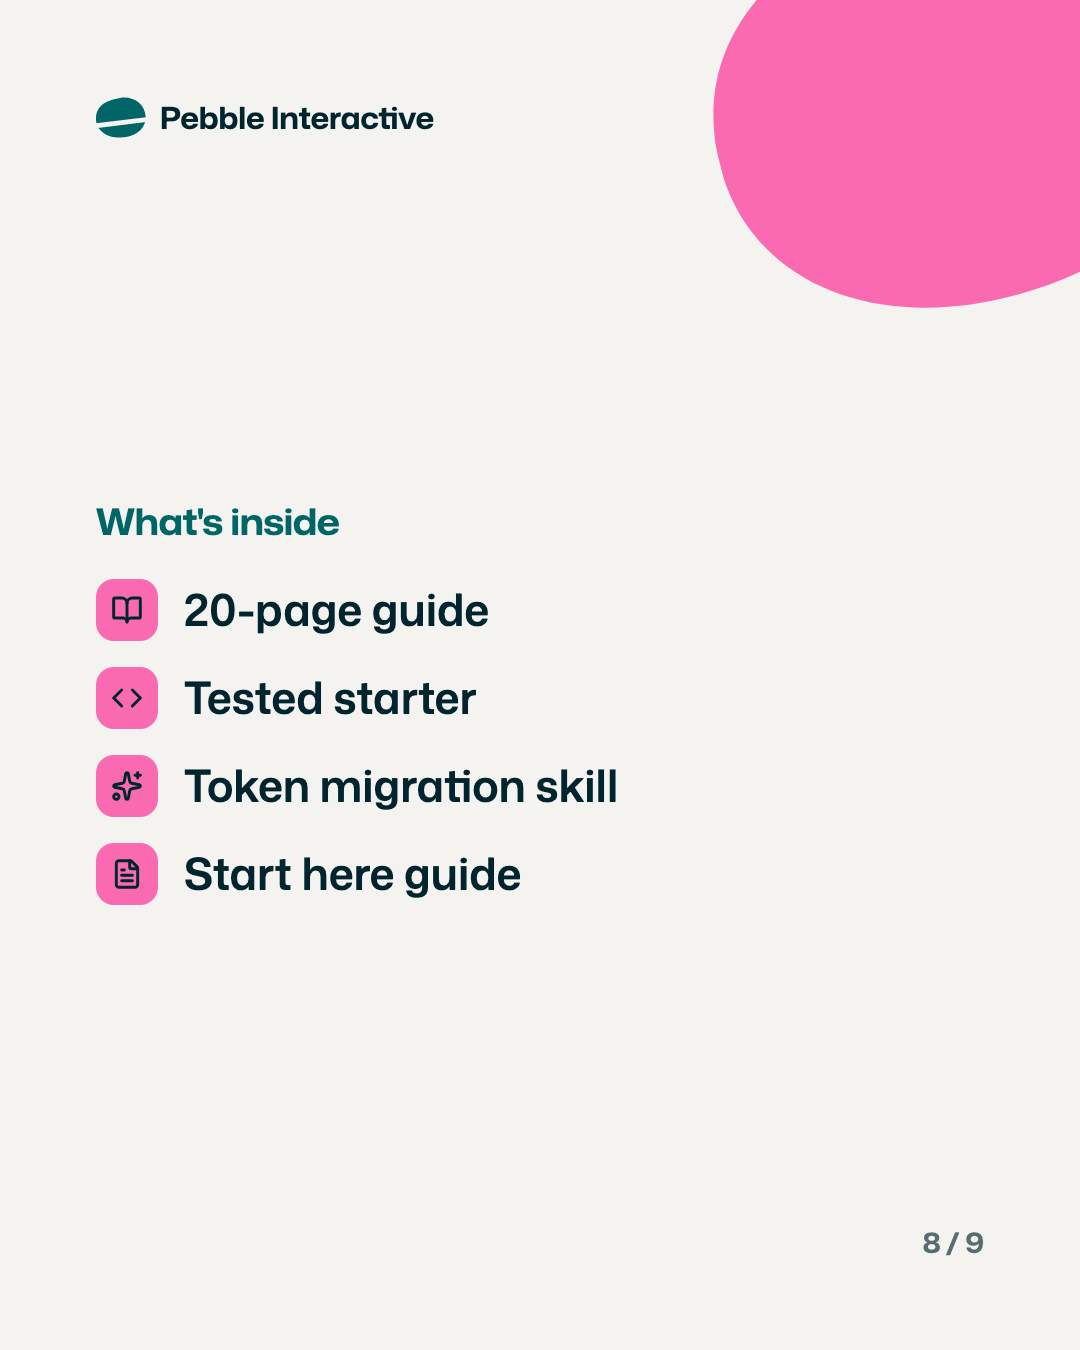 Pebble Interactive
What's inside
20-page guide
Tested starter
Token migration skill
Start here guide
8 / 9